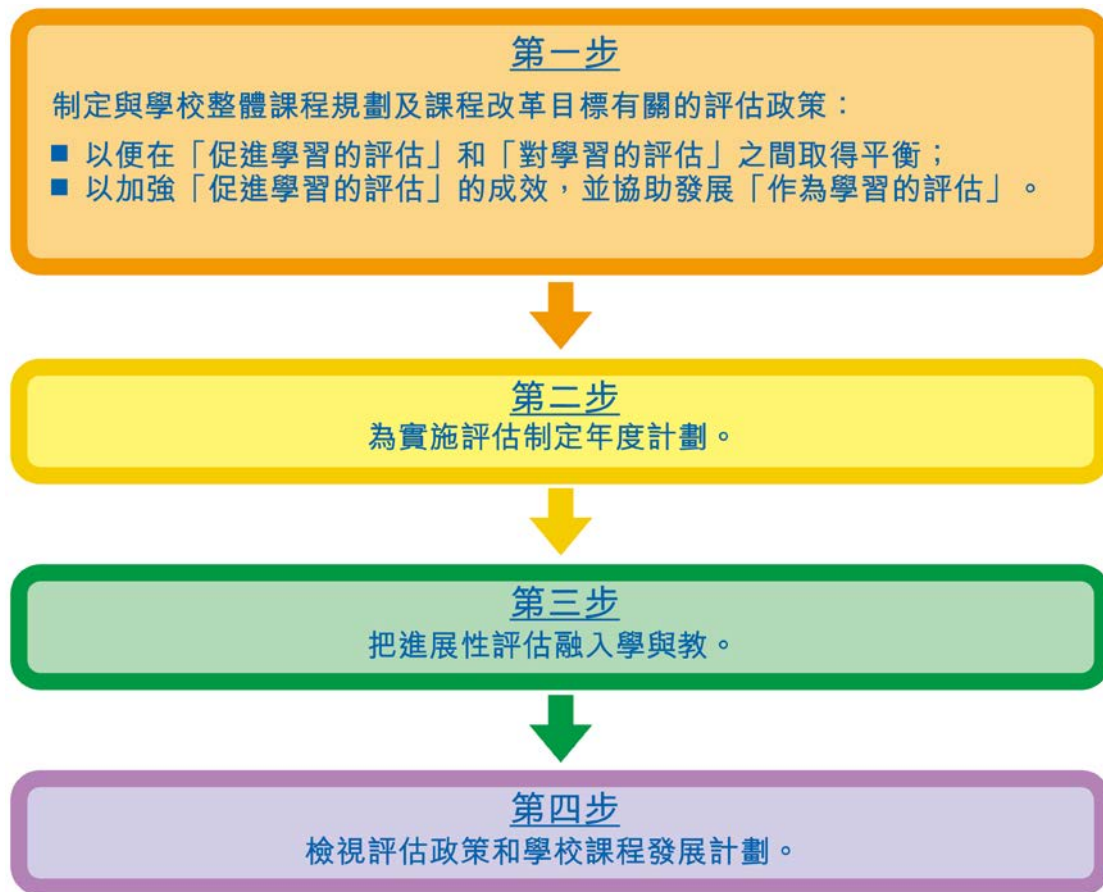 第一步
制定與學校整體課程規劃及課程改革目標有關的評估政策：
■ 以便在「促進學習的評估」和「對學習的評估」之間取得平衡；
■ 以加強「促進學習的評估」的成效，並協助發展「作為學習的評估」。
第二步
為實施評估制定年度計劃。
第三步
把進展性評估融入學與教。
第四步
檢視評估政策和學校課程發展計劃。